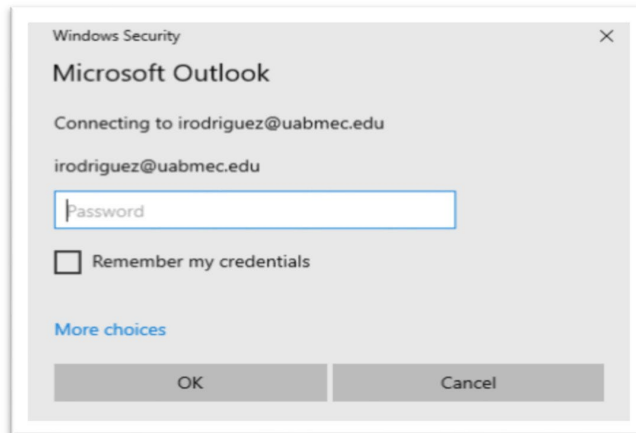 Windows Security
Microsoft Outlook
Connecting to irodriguez@uabmec.edu
irodriguez@uabmec.edu
Password
Remember my credentials
More choices
OK Cancel